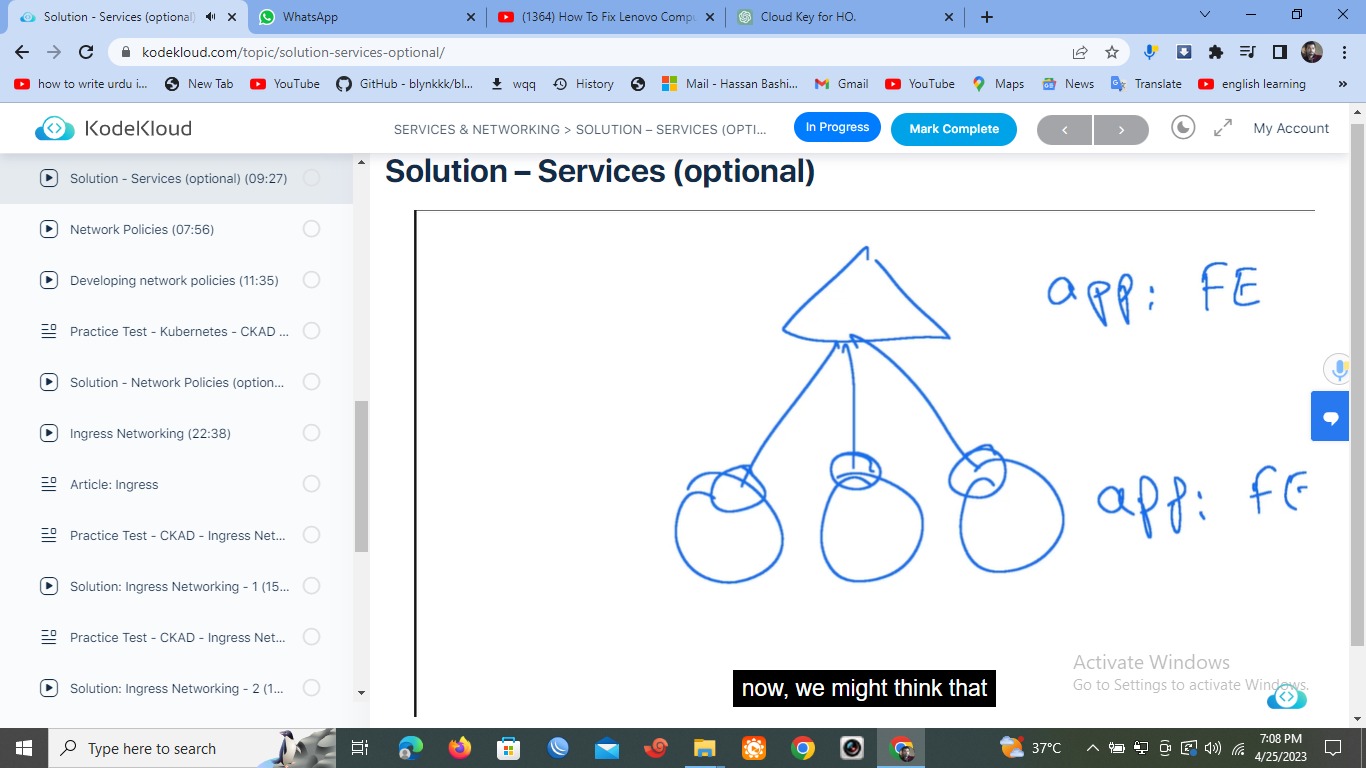 Solution - Services (optional)
WhatsApp
(1364) How To Fix Lenovo Compu
Cloud Key for HO.
kodekloud.com/topic/solution-services-optional/
how to write urdu i...
New Tab
YouTube
GitHub - blynkkk/bl...
wqq
History
Mail - Hassan Bashi...
Gmail
YouTube
Maps
News
Translate
english learning
»
KodeKloud
SERVICES & NETWORKING > SOLUTION – SERVICES (OPTI...
In Progress
Mark Complete
My Account
Solution - Services (optional) (09:27)
Network Policies (07:56)
Developing network policies (11:35)
Practice Test - Kubernetes - CKAD ...
Solution - Network Policies (option...
Ingress Networking (22:38)
Article: Ingress
Practice Test - CKAD - Ingress Net...
Solution: Ingress Networking - 1 (15...
Practice Test - CKAD - Ingress Net...
Solution: Ingress Networking - 2 (1...
Solution – Services (optional)
app: FE
app: FE
now, we might think that
Activate Windows
Go to Settings to activate Windows.
Type here to search
37°C
7:08 PM
4/25/2023